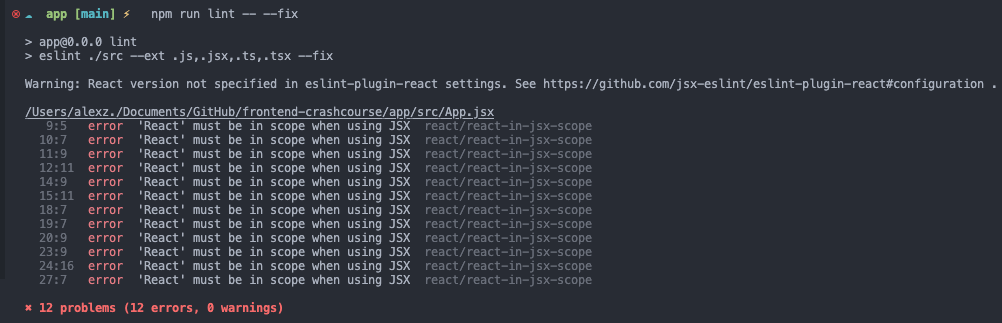 app [main] ⚡ npm run lint -- --fix
> app@0.0.0 lint
> eslint ./src --ext .js,.jsx,.ts,.tsx --fix
Warning: React version not specified in eslint-plugin-react settings. See https://github.com/jsx-eslint/eslint-plugin-react#configuration .
/Users/alexz./Documents/GitHub/frontend-crashcourse/app/src/App.jsx
9:5 error 'React' must be in scope when using JSX react/react-in-jsx-scope
10:7 error 'React' must be in scope when using JSX react/react-in-jsx-scope
11:9 error 'React' must be in scope when using JSX react/react-in-jsx-scope
12:11 error 'React' must be in scope when using JSX react/react-in-jsx-scope
14:9 error 'React' must be in scope when using JSX react/react-in-jsx-scope
15:11 error 'React' must be in scope when using JSX react/react-in-jsx-scope
18:7 error 'React' must be in scope when using JSX react/react-in-jsx-scope
19:7 error 'React' must be in scope when using JSX react/react-in-jsx-scope
20:9 error 'React' must be in scope when using JSX react/react-in-jsx-scope
23:9 error 'React' must be in scope when using JSX react/react-in-jsx-scope
24:16 error 'React' must be in scope when using JSX react/react-in-jsx-scope
27:7 error 'React' must be in scope when using JSX react/react-in-jsx-scope
✖ 12 problems (12 errors, 0 warnings)